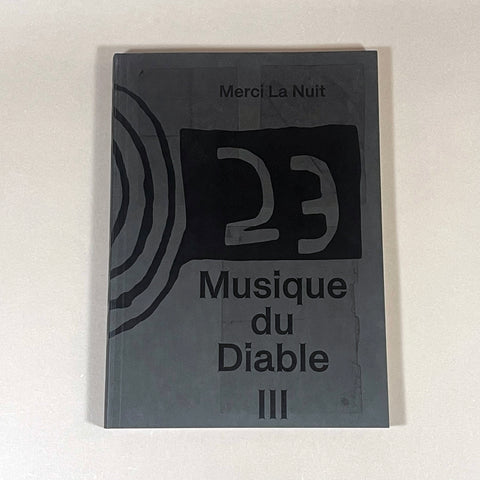 Merci La Nuit
23
Musique
du
Diable
III